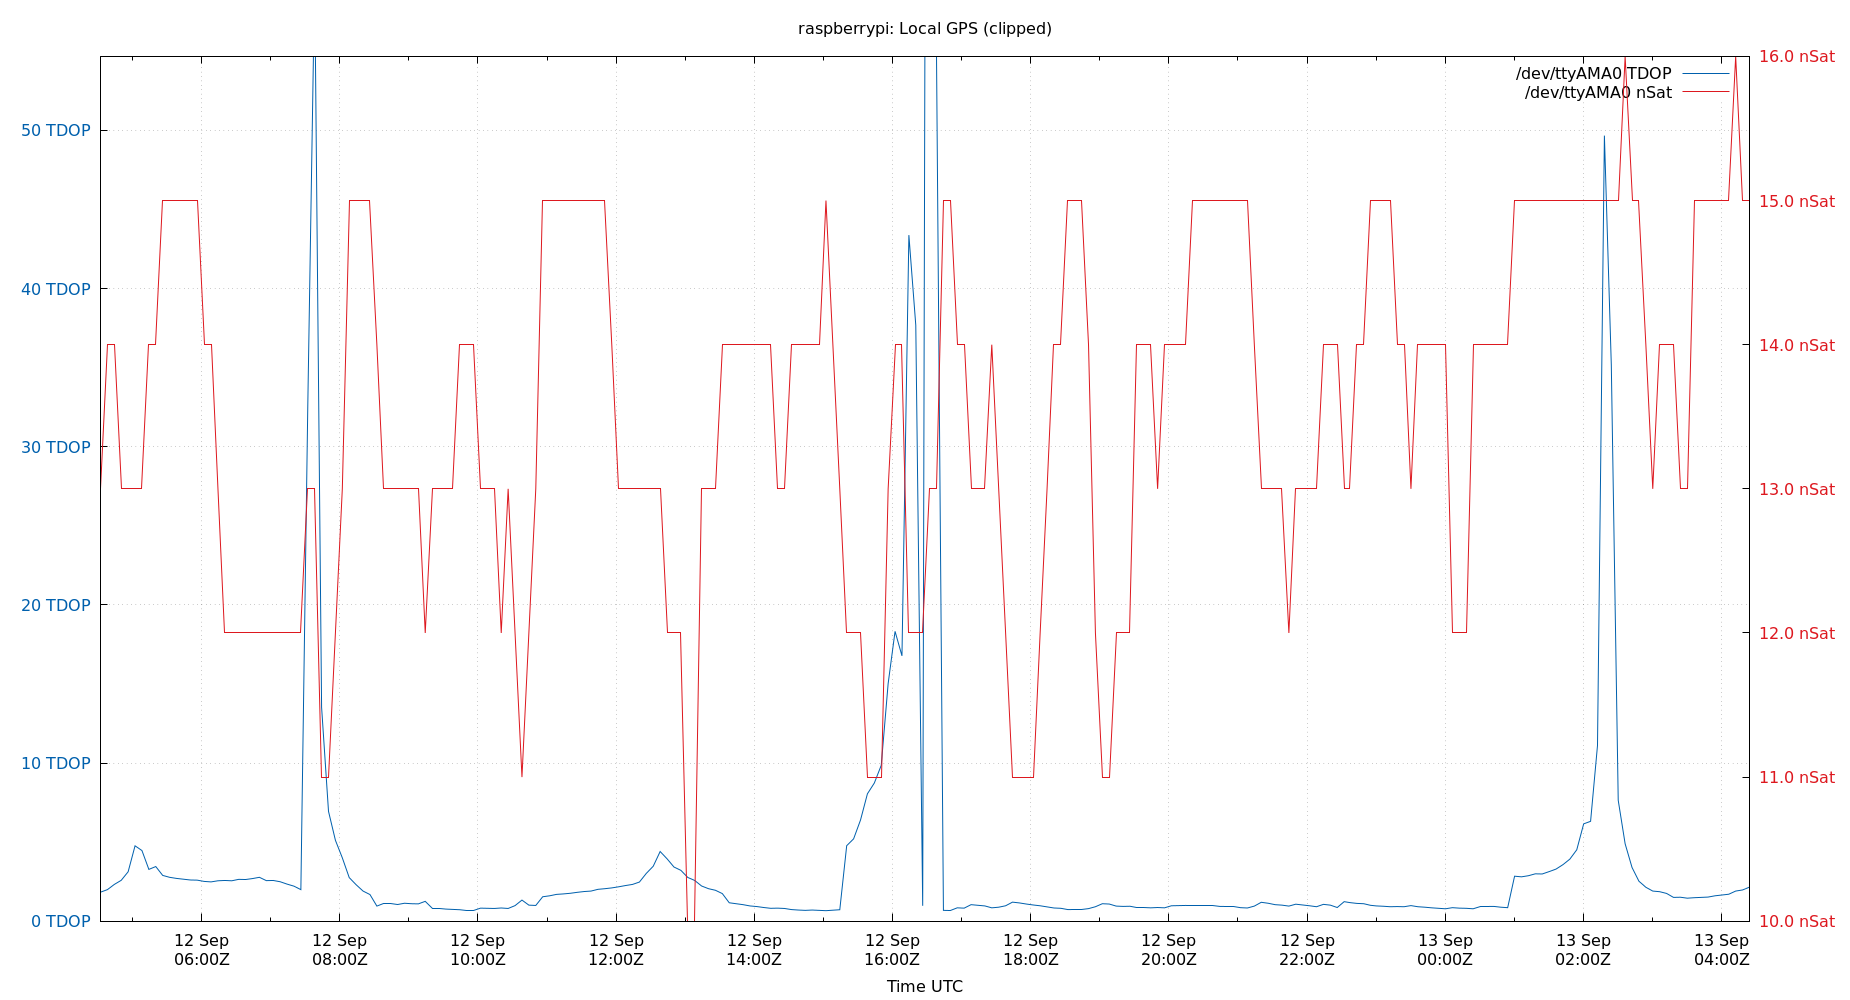 raspberrypi: Local GPS (clipped)
/dev/ttyAMA0 TDOP
/dev/ttyAMA0 nSat
50 TDOP
40 TDOP
30 TDOP
20 TDOP
10 TDOP
0 TDOP
16.0 nSat
15.0 nSat
14.0 nSat
13.0 nSat
12.0 nSat
11.0 nSat
10.0 nSat
12 Sep
06:00Z
12 Sep
08:00Z
12 Sep
10:00Z
12 Sep
12:00Z
12 Sep
14:00Z
12 Sep
16:00Z
12 Sep
18:00Z
12 Sep
20:00Z
12 Sep
22:00Z
13 Sep
00:00Z
13 Sep
02:00Z
13 Sep
04:00Z
Time UTC